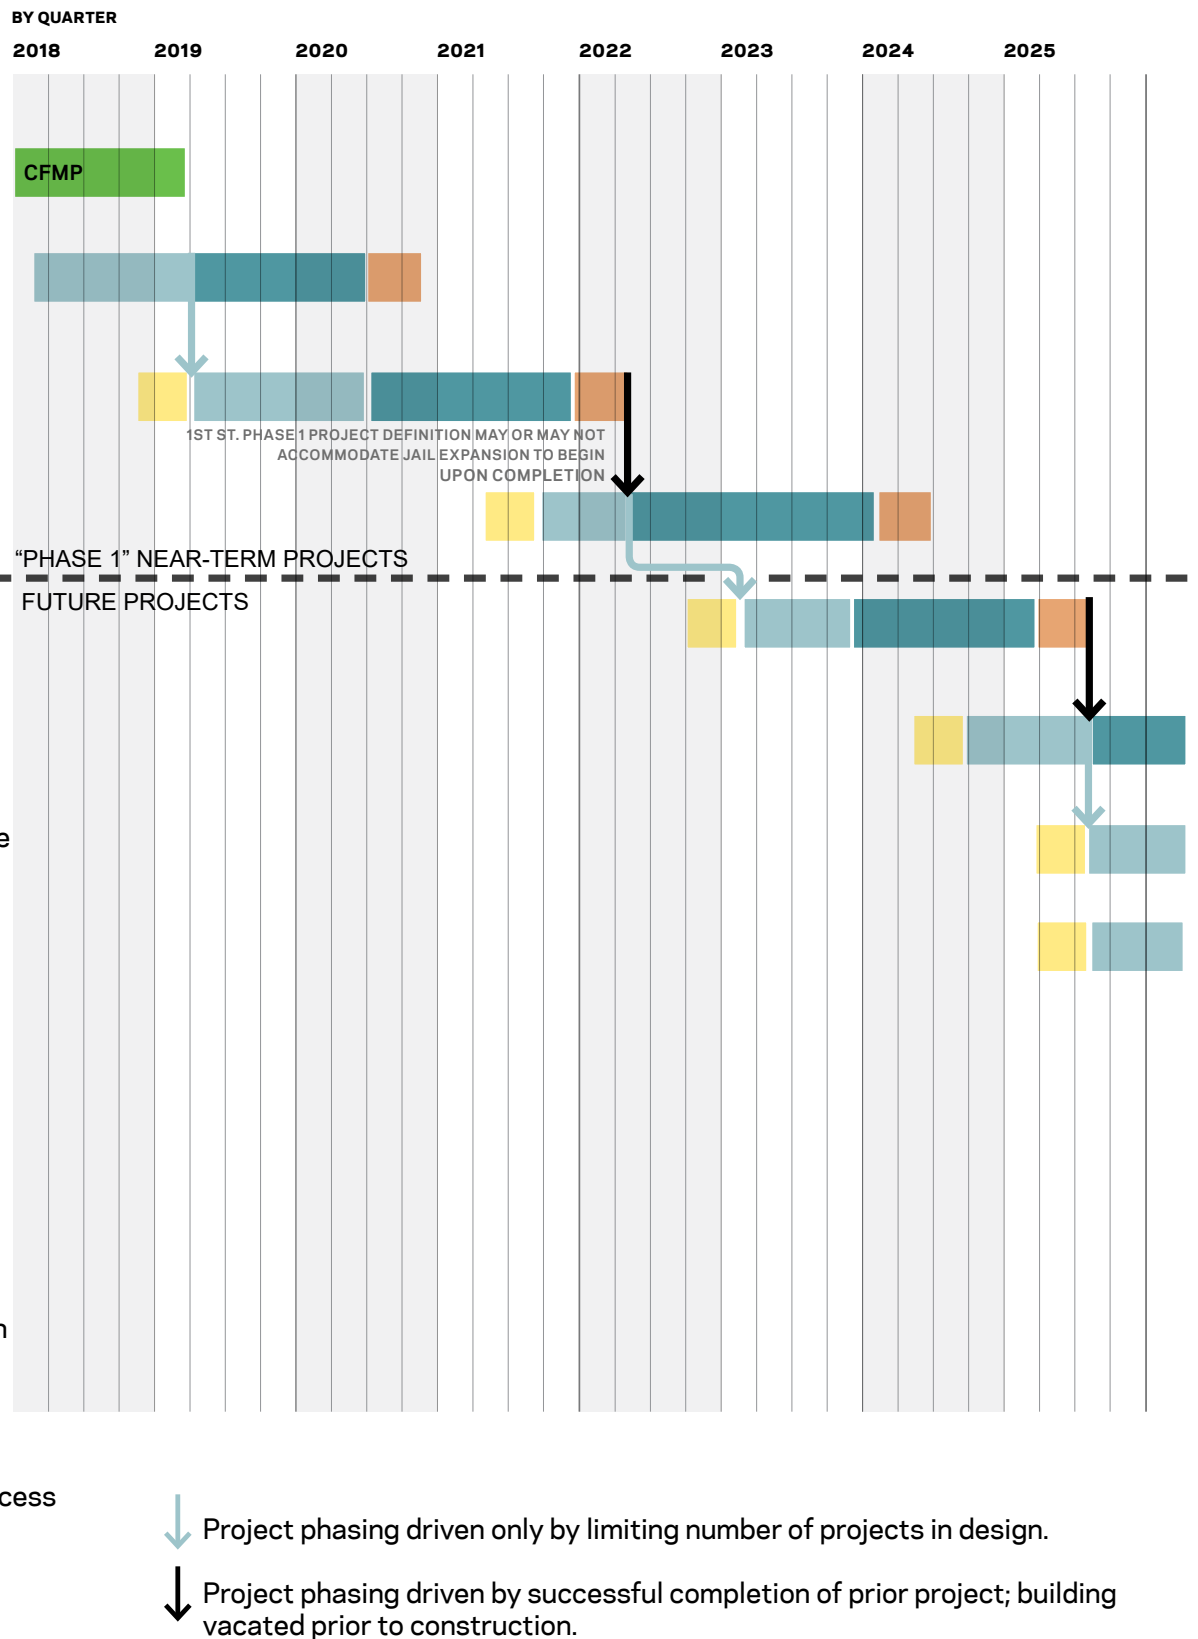 BY QUARTER
2018 2019 2020 2021 2022 2023 2024 2025
CFMP
1ST ST. PHASE 1 PROJECT DEFINITION MAY OR MAY NOT
ACCOMMODATE JAIL EXPANSION TO BEGIN
UPON COMPLETION
“PHASE 1” NEAR-TERM PROJECTS
FUTURE PROJECTS
e
n
cess
Project phasing driven only by limiting number of projects in design.
Project phasing driven by successful completion of prior project; building
vacated prior to construction.